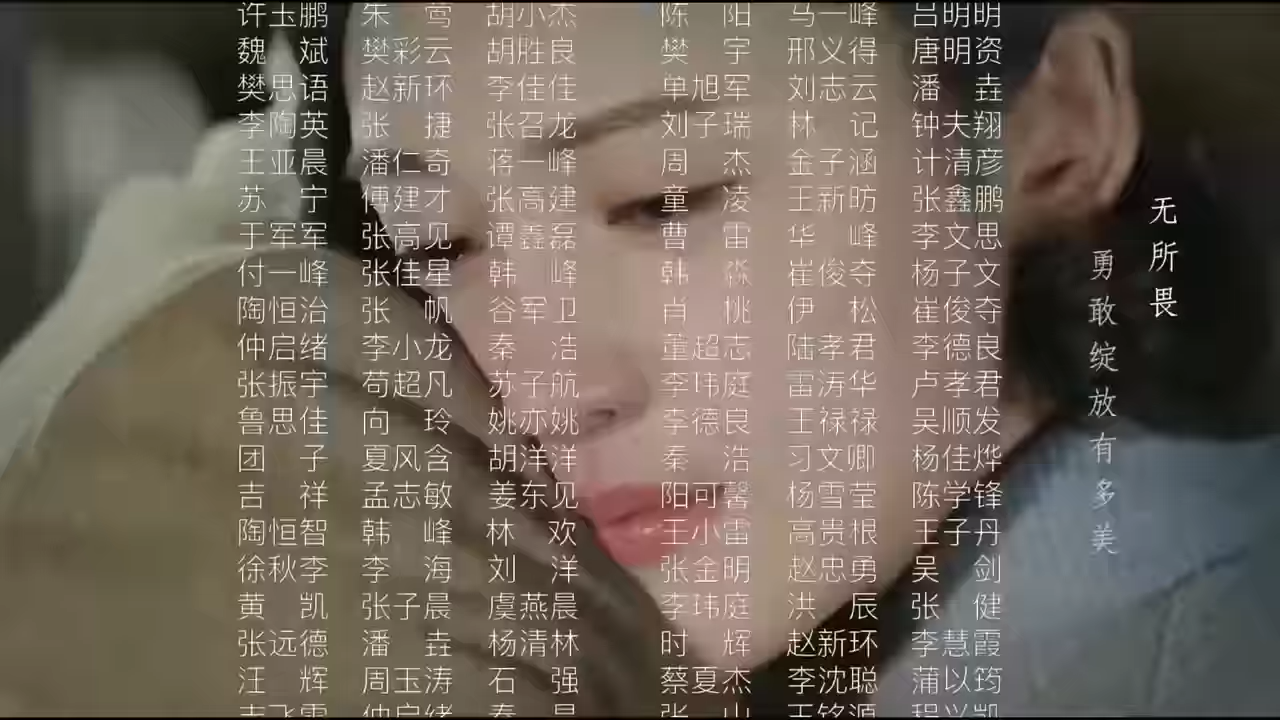 许玉鹏 朱莺 胡小杰 陈阳 马一峰 吕明明
魏斌 樊彩云 胡胜良 樊宇 邢义得 唐明资
樊思语 赵新环 李佳佳 单旭军 刘志云 潘垚
李陶英 张捷 张召龙 刘子瑞 林记 钟夫翔
王亚晨 潘仁奇 蒋一峰 周杰 金子涵 计清彦
苏宁 傅建才 张高建 童凌 王新昉 张鑫鹏
于军军 张高见 谭鑫磊 曹宙 华峰 李文思
付一峰 张佳星 韩峰 韩淼 崔俊夺 杨子文
陶恒治 张帆 谷军卫 肖桃 伊松 崔俊夺
仲启绪 李小龙 秦浩 董超志 陆孝君 李德良
张振宇 苟超凡 苏子航 李玮庭 雷涛华 卢孝君
鲁思佳 向玲 姚亦姚 李德良 王禄禄 吴顺发
团子 夏风含 胡洋洋 秦浩 习文卿 杨佳烨
吉祥 孟志敏 姜东见 阳可馨 杨雪莹 陈学锋
陶恒智 韩峰 林欢 王小雷 高贵根 王子丹
徐秋李 李海 刘洋 张金明 赵忠勇 吴剑
黄凯 张子晨 虞燕晨 李玮庭 洪辰 张健
张远德 潘垚 杨清林 时辉 赵新环 李慧霞
汪辉 周玉涛 石强 蔡夏杰 李沈聪 蒲以筠
无所畏
勇敢绽放有多美